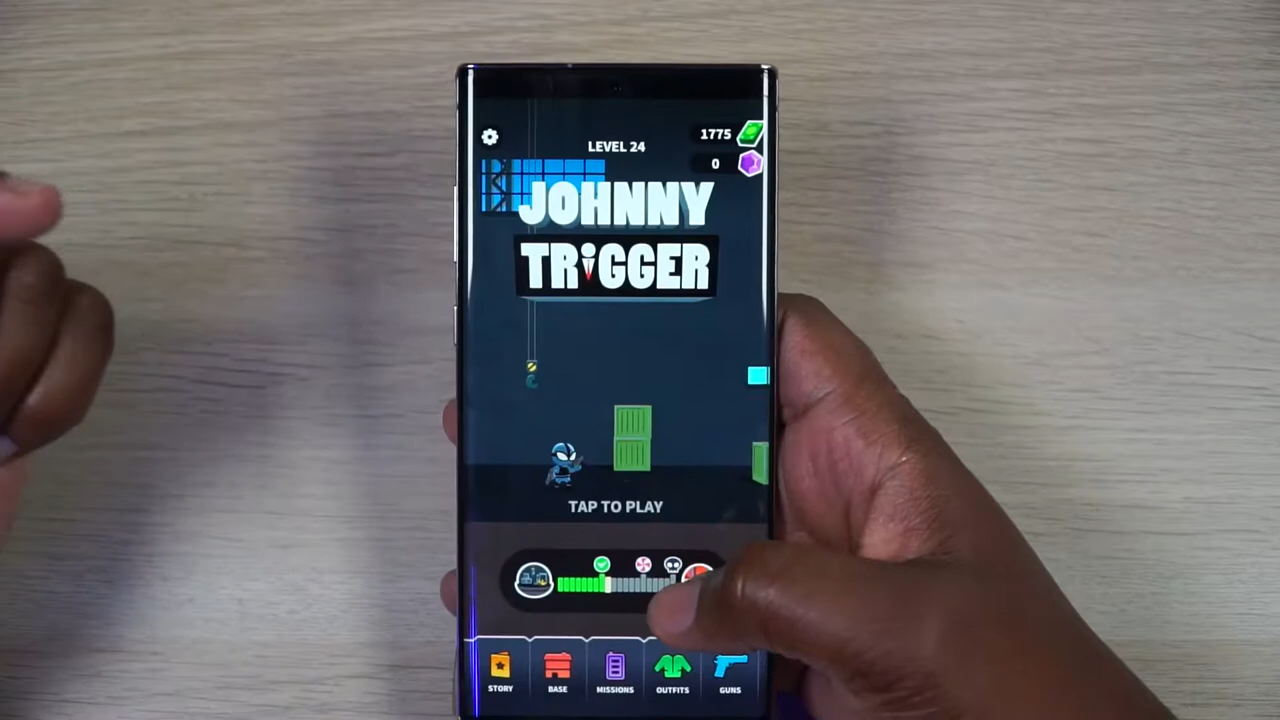 LEVEL 24
1775
0
JOHNNY
TRIGGER
TAP TO PLAY
STORY
BASE
MISSIONS
OUTFITS
GUNS